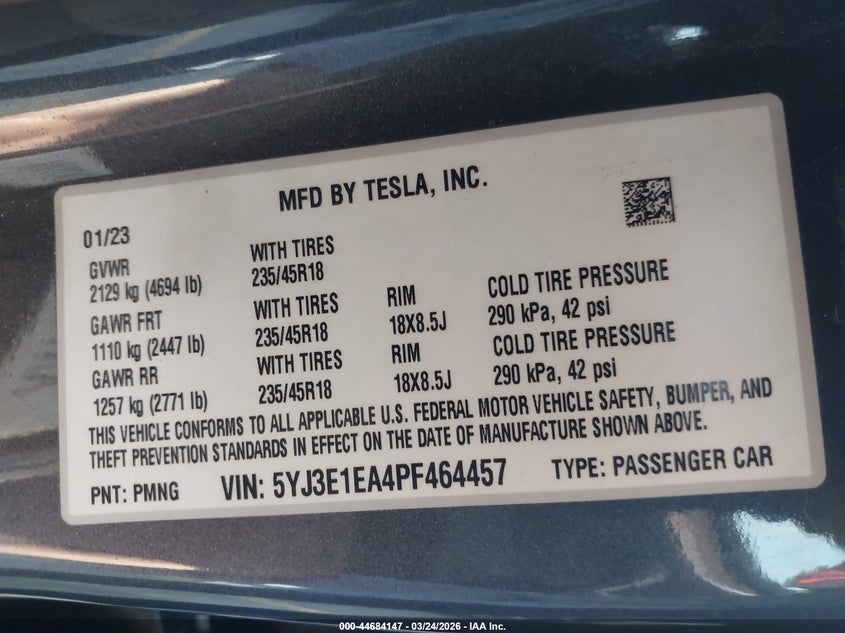 MFD BY TESLA, INC.
01/23
GVWR
2129 kg (4694 lb)
WITH TIRES
235/45R18
GAWR FRT
1110 kg (2447 lb)
WITH TIRES
235/45R18
RIM
18X8.5J
COLD TIRE PRESSURE
290 kPa, 42 psi
GAWR RR
1257 kg (2771 lb)
WITH TIRES
235/45R18
RIM
18X8.5J
COLD TIRE PRESSURE
290 kPa, 42 psi
THIS VEHICLE CONFORMS TO ALL APPLICABLE U.S. FEDERAL MOTOR VEHICLE SAFETY, BUMPER, AND
THEFT PREVENTION STANDARDS IN EFFECT ON THE DATE OF MANUFACTURE SHOWN ABOVE.
PNT: PMNG VIN: 5YJ3E1EA4PF464457 TYPE: PASSENGER CAR
000-44684147 - 03/24/2026 - IAA Inc.